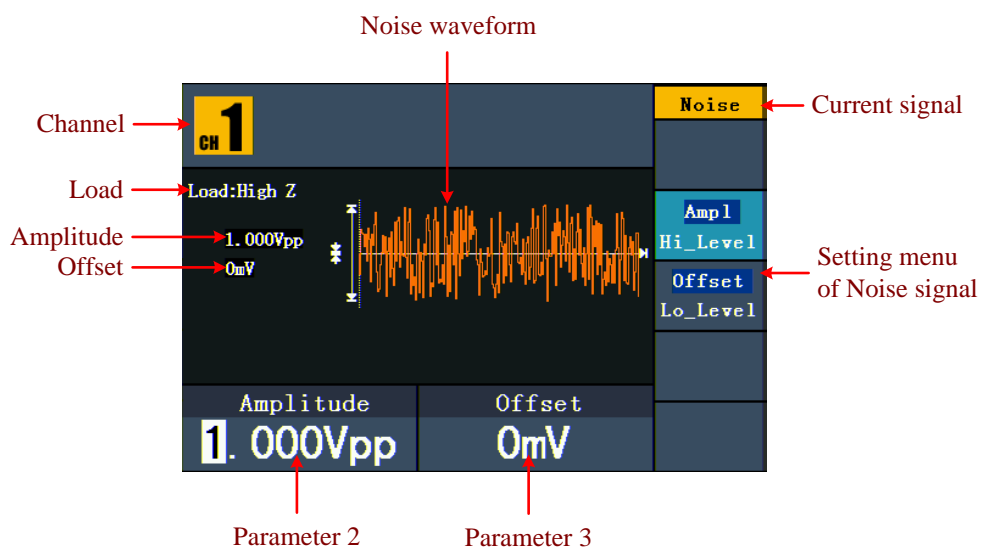 Noise waveform
Channel
CH 1
Noise
Current signal
Load
Load:High Z
Amplitude
1.000Vpp
Offset
0mV
Ampl
Hi_Level
Offset
Lo_Level
Setting menu
of Noise signal
Amplitude
Offset
1.000Vpp
0mV
Parameter 2
Parameter 3